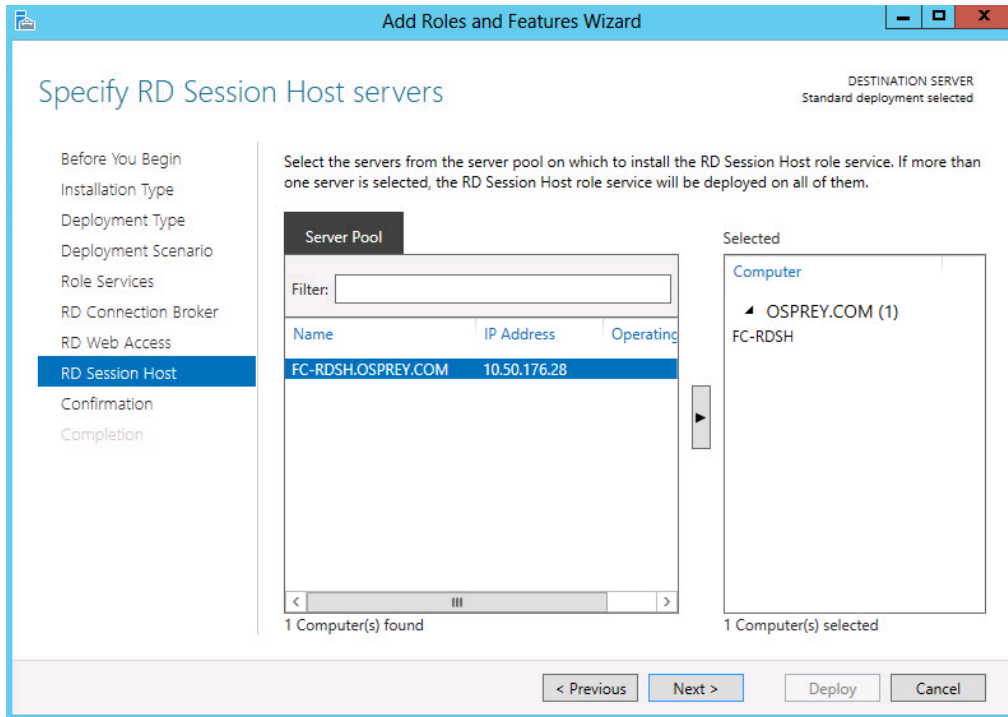 Add Roles and Features Wizard
Specify RD Session Host servers
DESTINATION SERVER
Standard deployment selected
Before You Begin
Installation Type
Deployment Type
Deployment Scenario
Role Services
RD Connection Broker
RD Web Access
RD Session Host
Confirmation
Completion
Select the servers from the server pool on which to install the RD Session Host role service. If more than
one server is selected, the RD Session Host role service will be deployed on all of them.
Server Pool
Filter:
Name IP Address Operating
FC-RDSH.OSPREY.COM 10.50.176.28
1 Computer(s) found
Selected
Computer
OSPREY.COM (1)
FC-RDSH
1 Computer(s) selected
< Previous Next > Deploy Cancel